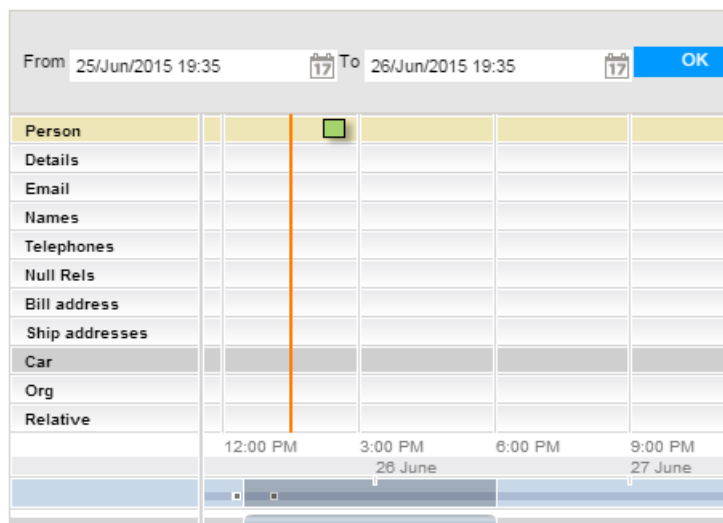 From 25/Jun/2015 19:35 17 To 26/Jun/2015 19:35 17 OK
Person
Details
Email
Names
Telephones
Null Rels
Bill address
Ship addresses
Car
Org
Relative
12:00 PM 3:00 PM 6:00 PM 9:00 PM
26 June 27 June